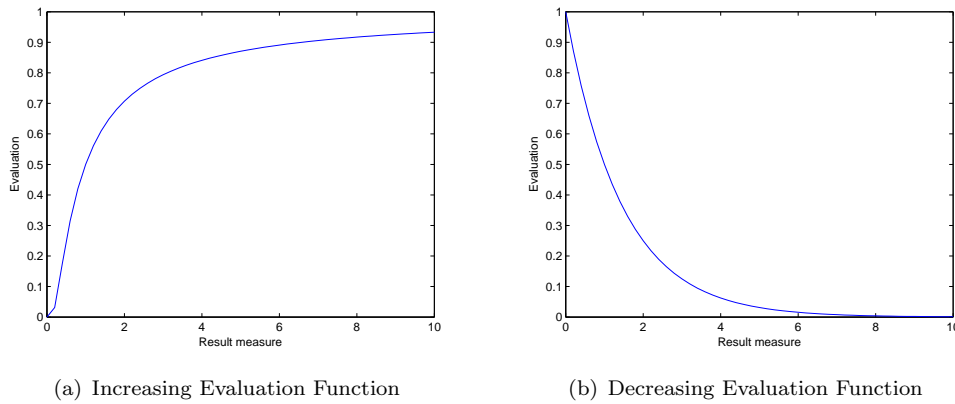 1
0.9
0.8
0.7
0.6
0.5
0.4
0.3
0.2
0.1
0
Evaluation
0 2 4 6 8 10
Result measure
(a) Increasing Evaluation Function
1
0.9
0.8
0.7
0.6
0.5
0.4
0.3
0.2
0.1
0
Evaluation
0 2 4 6 8 10
Result measure
(b) Decreasing Evaluation Function